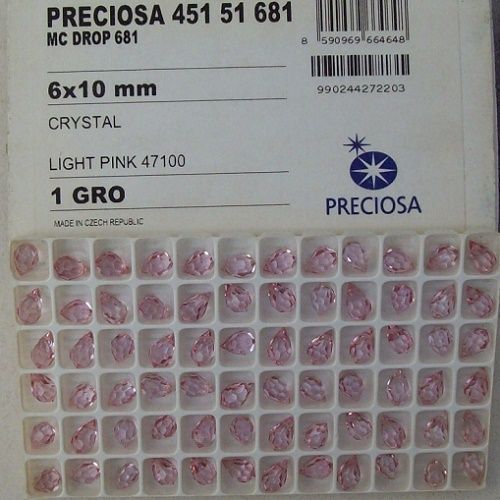 PRECIOSA 451 51 681
MC DROP 681
8 590969 664648
6x10 mm
990244272203
CRYSTAL
LIGHT PINK 47100
1 GRO
PRECIOSA
MADE IN CZECH REPUBLIC